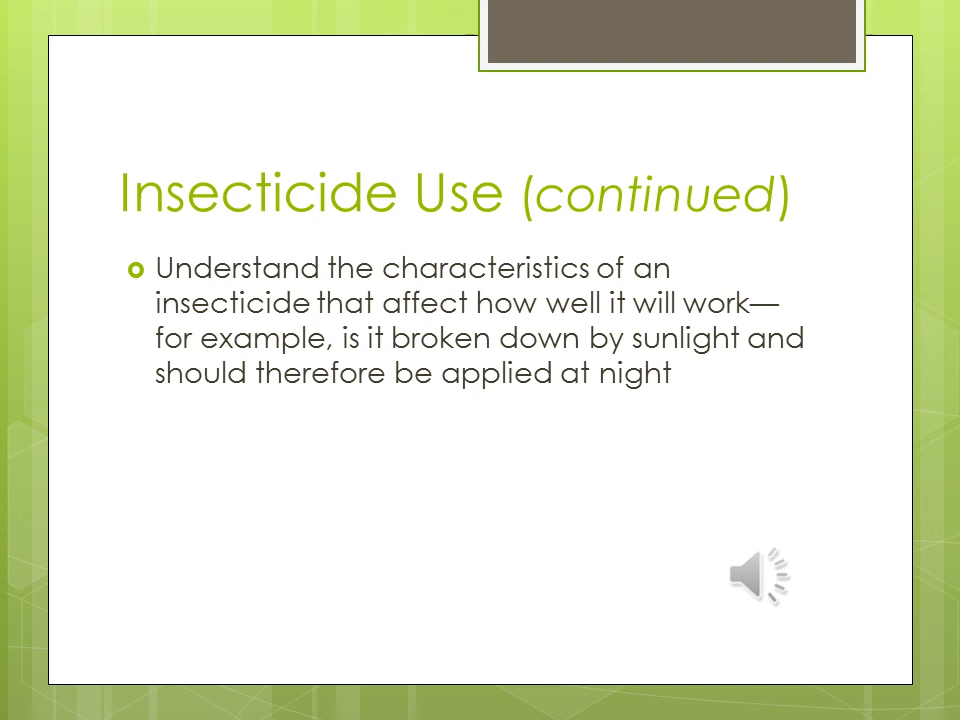 Insecticide Use (continued)
Understand the characteristics of an
insecticide that affect how well it will work—
for example, is it broken down by sunlight and
should therefore be applied at night